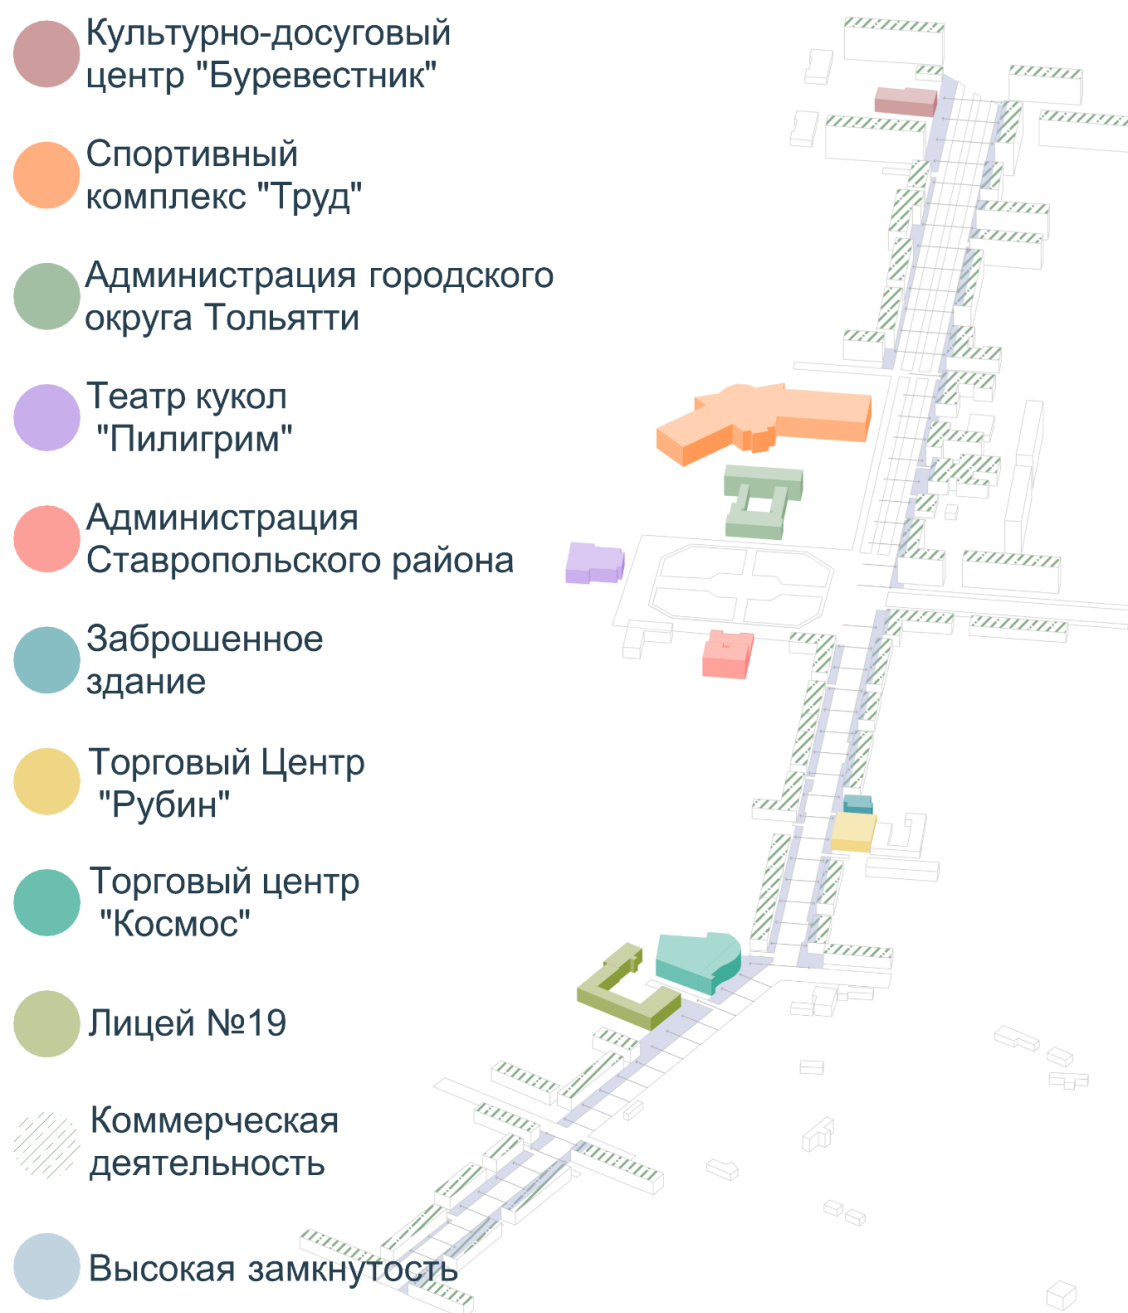 Культурно-досуговый
центр "Буревестник"
Спортивный
комплекс "Труд"
Администрация городского
округа Тольятти
Театр кукол
"Пилигрим"
Администрация
Ставропольского района
Заброшенное
здание
Торговый Центр
"Рубин"
Торговый центр
"Космос"
Лицей №19
Коммерческая
деятельность
Высокая замкнутость